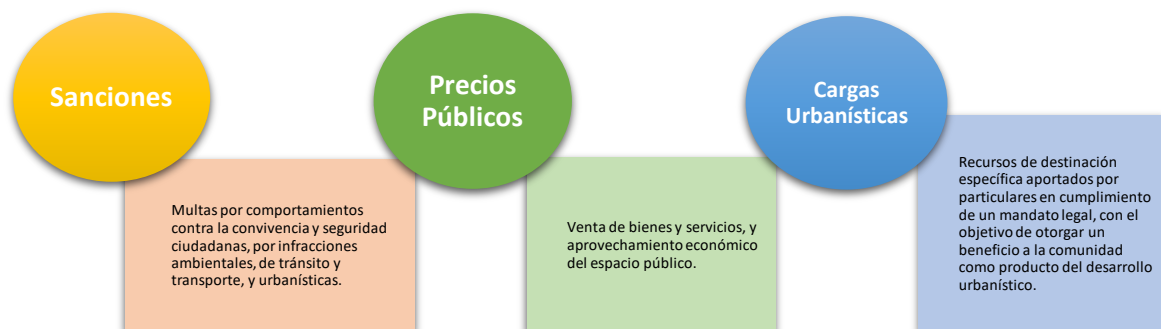 Sanciones
Multas por comportamientos
contra la convivencia y seguridad
ciudadanas, por infracciones
ambientales, de tránsito y
transporte, y urbanísticas.
Precios
Públicos
Venta de bienes y servicios, y
aprovechamiento económico
del espacio público.
Cargas
Urbanísticas
Recursos de destinación
específica aportados por
particulares en cumplimiento
de un mandato legal, con el
objetivo de otorgar un
beneficio a la comunidad
como producto del desarrollo
urbanístico.